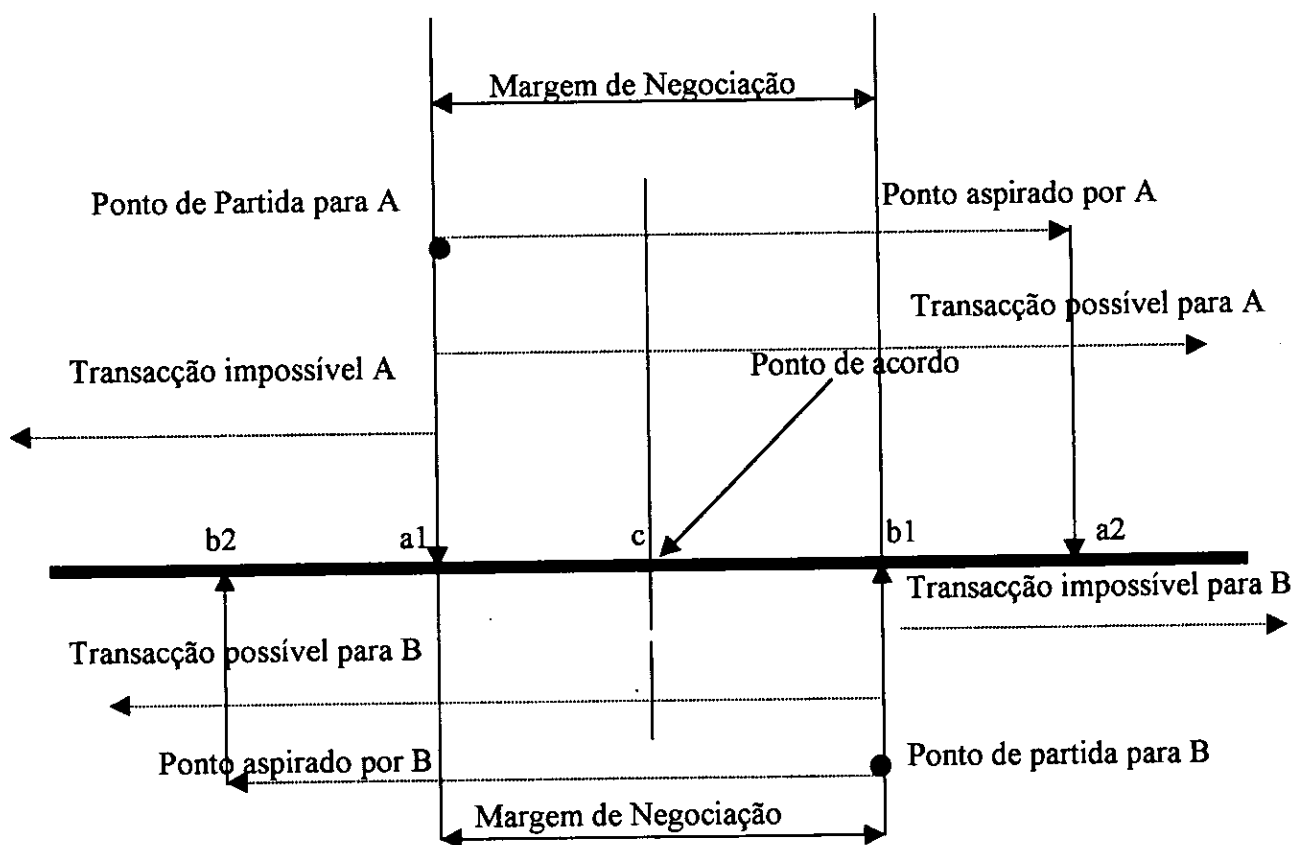 Margem de Negociação
Ponto de Partida para A
Ponto aspirado por A
Transacção possível para A
Transacção impossível A
Ponto de acordo
b2
a1
c
b1
a2
Transacção impossível para B
Transacção possível para B
Ponto aspirado por B
Ponto de partida para B
Margem de Negociação